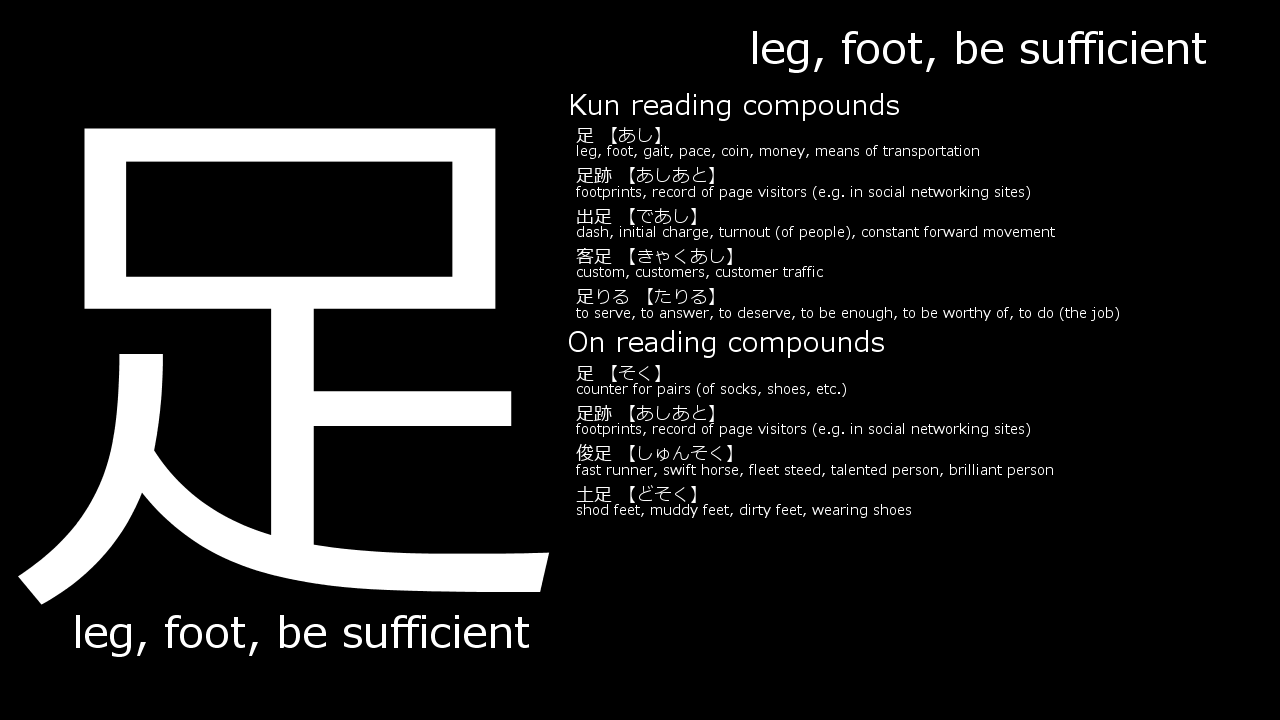 足
leg, foot, be sufficient
leg, foot, be sufficient
Kun reading compounds
足 【あし】
leg, foot, gait, pace, coin, money, means of transportation
足跡 【あしあと】
footprints, record of page visitors (e.g. in social networking sites)
出足 【であし】
dash, initial charge, turnout (of people), constant forward movement
客足 【きゃくあし】
custom, customers, customer traffic
足りる 【たりる】
to serve, to answer, to deserve, to be enough, to be worthy of, to do (the job)
On reading compounds
足 【そく】
counter for pairs (of socks, shoes, etc.)
足跡 【あしあと】
footprints, record of page visitors (e.g. in social networking sites)
俊足 【しゅんそく】
fast runner, swift horse, fleet steed, talented person, brilliant person
土足 【どそく】
shod feet, muddy feet, dirty feet, wearing shoes